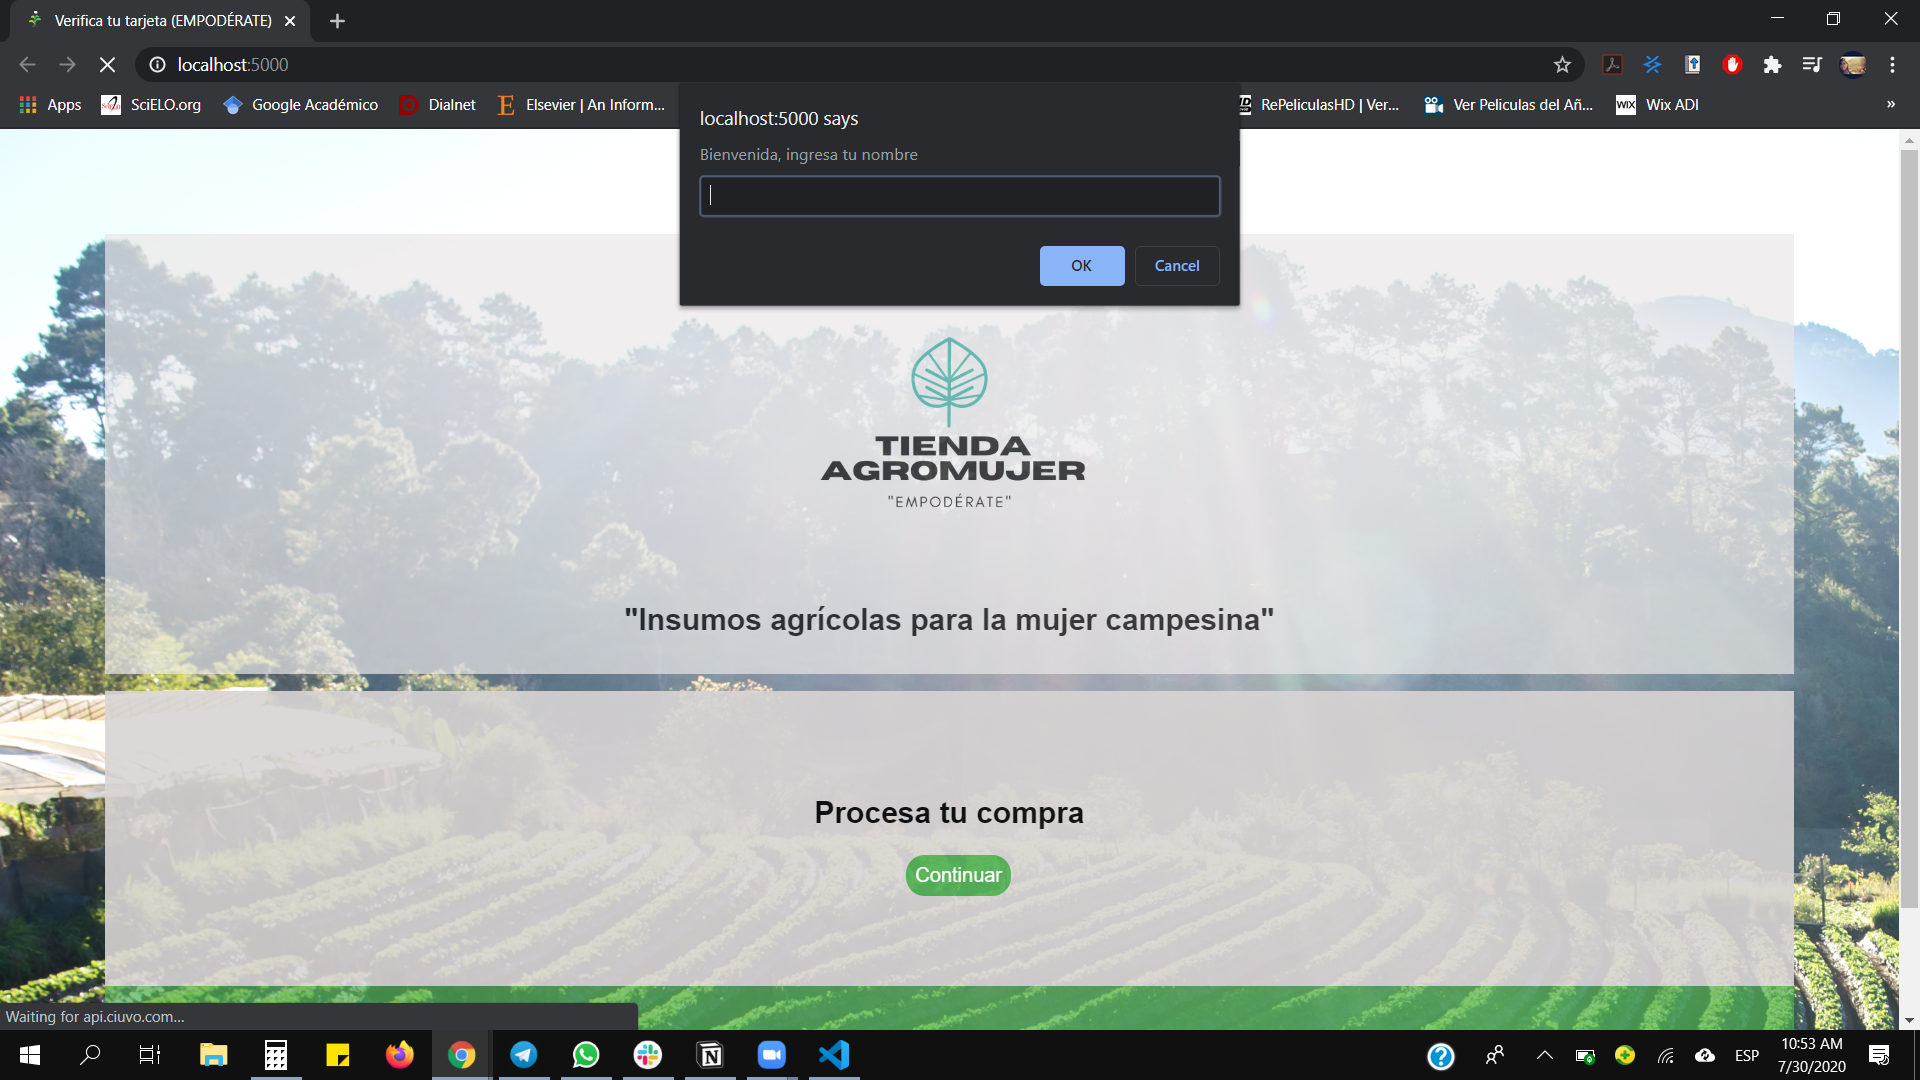 Verifica tu tarjeta (EMPODÉRATE)
localhost:5000
Apps
SciELO.org
Google Académico
Dialnet
Elsevier | An Inform...
RePeliculasHD | Ver...
Ver Peliculas del Añ...
WIX
Wix ADI
»
localhost:5000 says
Bienvenida, ingresa tu nombre
OK
Cancel
TIENDA
AGROMUJER
"EMPODÉRATE"
"Insumos agrícolas para la mujer campesina"
Procesa tu compra
Continuar
Waiting for api.ciuvo.com...
ESP
10:53 AM
7/30/2020